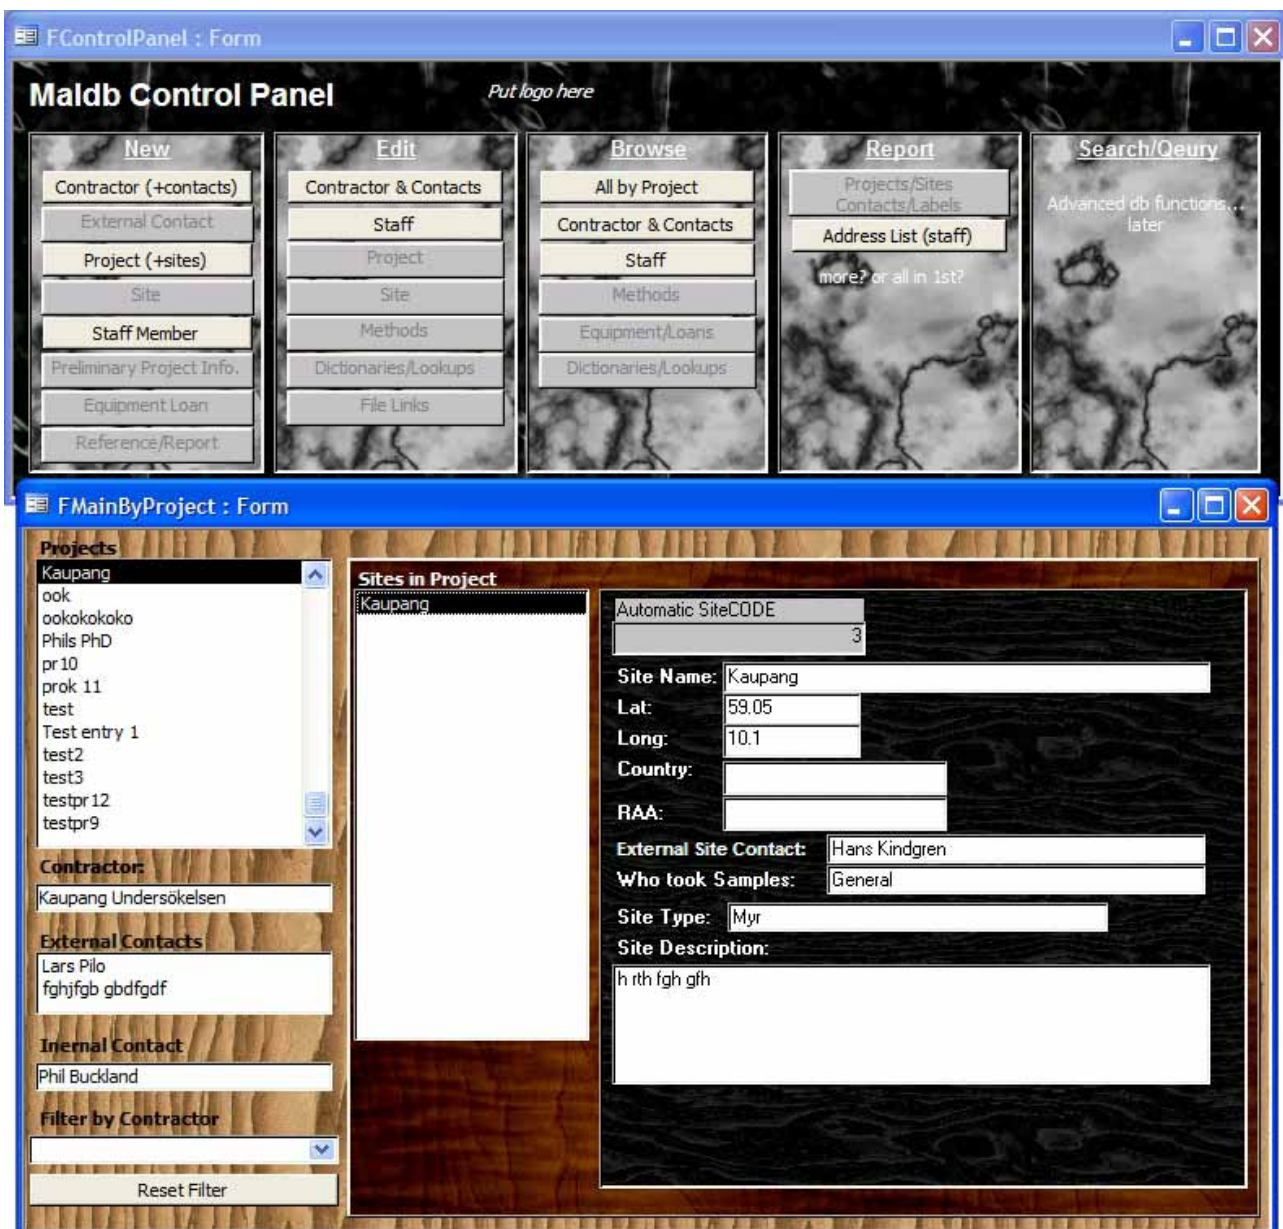 FControlPanel : Form
Maldb Control Panel
Put logo here
New
Contractor (+contacts)
External Contact
Project (+sites)
Site
Staff Member
Preliminary Project Info.
Equipment Loan
Reference/Report
Edit
Contractor & Contacts
Staff
Project
Site
Methods
Dictionaries/Lookups
File Links
Browse
All by Project
Contractor & Contacts
Staff
Methods
Equipment/Loans
Dictionaries/Lookups
Report
Projects/Sites
Contacts/Labels
Address List (staff)
more? or all in 1st?
Search/Qeury
Advanced db functions...
later
FMainByProject : Form
Projects
Kaupang
ook
ookokokoko
Phils PhD
pr10
prok 11
test
Test entry 1
test2
test3
testpr12
testpr9
Contractor:
Kaupang Undersökelsen
External Contacts
Lars Pilo
fghjfgb gbdfgdf
Inernal Contact
Phil Buckland
Filter by Contractor
Reset Filter
Sites in Project
Kaupang
Automatic SiteCODE
3
Site Name: Kaupang
Lat: 59.05
Long: 10.1
Country:
RAA:
External Site Contact: Hans Kindgren
Who took Samples: General
Site Type: Myr
Site Description:
h rth fgh gfh